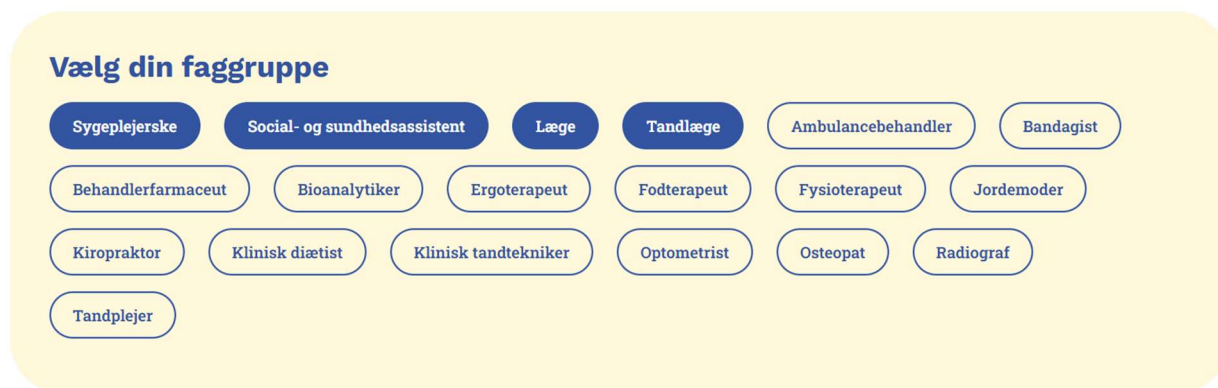 Vælg din faggruppe
Sygeplejerske Social- og sundhedsassistent Læge Tandlæge Ambulancebehandler Bandagist
Behandlerfarmaceut Bioanalytiker Ergoterapeut Fodterapeut Fysioterapeut Jordemoder
Kiropraktor Klinisk diætist Klinisk tandtekniker Optometrist Osteopat Radiograf
Tandplejer